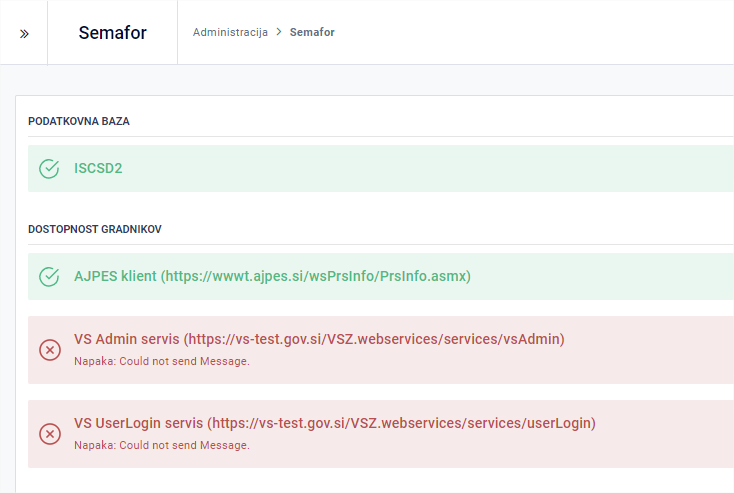 Semafor
Administracija > Semafor
PODATKOVNA BAZA
ISCSD2
DOSTOPNOST GRADNIKOV
AJPES klient (https://wwwt.ajpes.si/wsPrsInfo/PrsInfo.asmx)
VS Admin servis (https://vs-test.gov.si/VSZ.webservices/services/vsAdmin)
Napaka: Could not send Message.
VS UserLogin servis (https://vs-test.gov.si/VSZ.webservices/services/userLogin)
Napaka: Could not send Message.